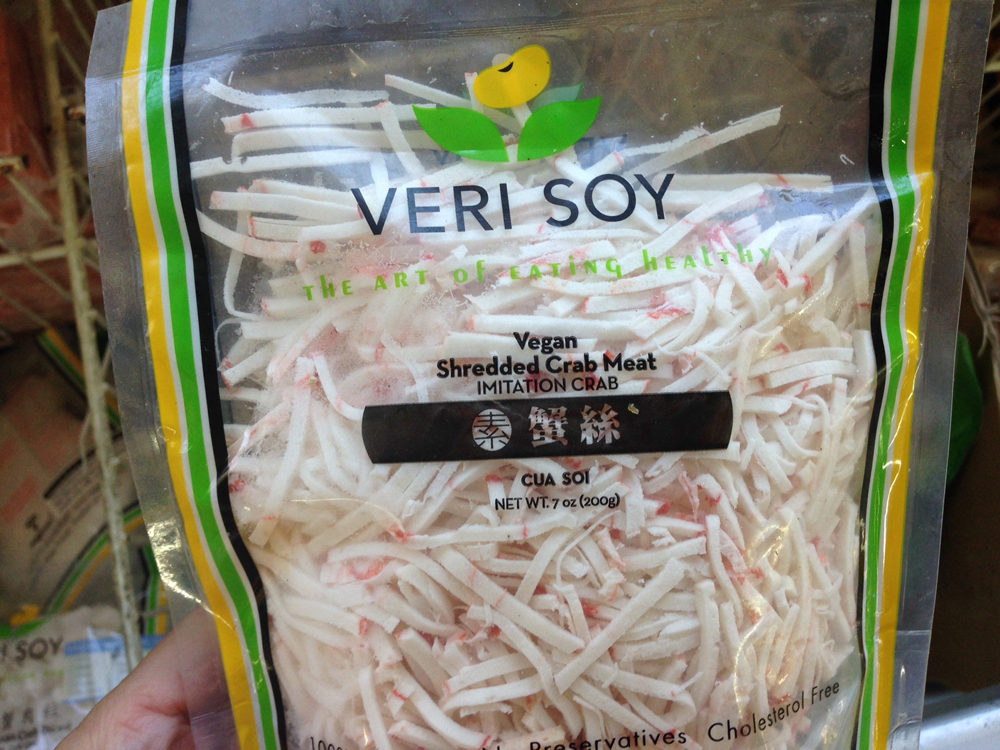 VERI SOY
THE ART OF EATING HEALTHY
Vegan
Shredded Crab Meat
IMITATION CRAB
素 蟹絲
CUA SOI
NET WT. 7 oz (200g)
Preservatives Cholesterol Free
SOY